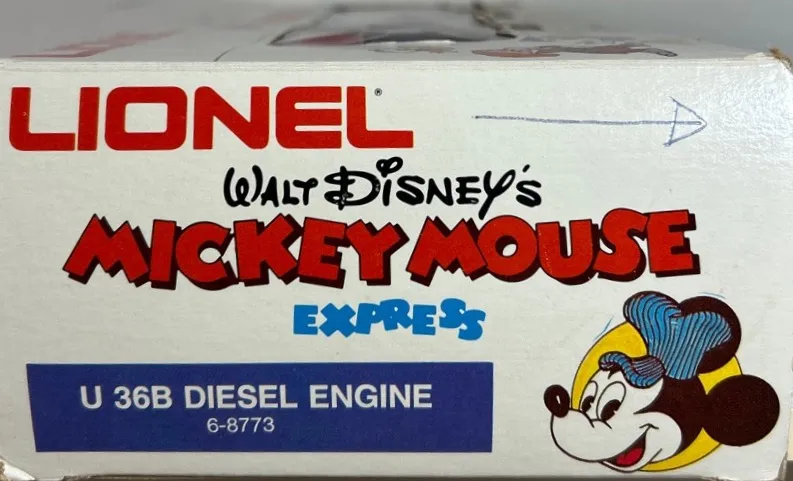 LIONEL®
WALT DISNEY'S
MICKEY MOUSE
EXPRESS
U 36B DIESEL ENGINE
6-8773